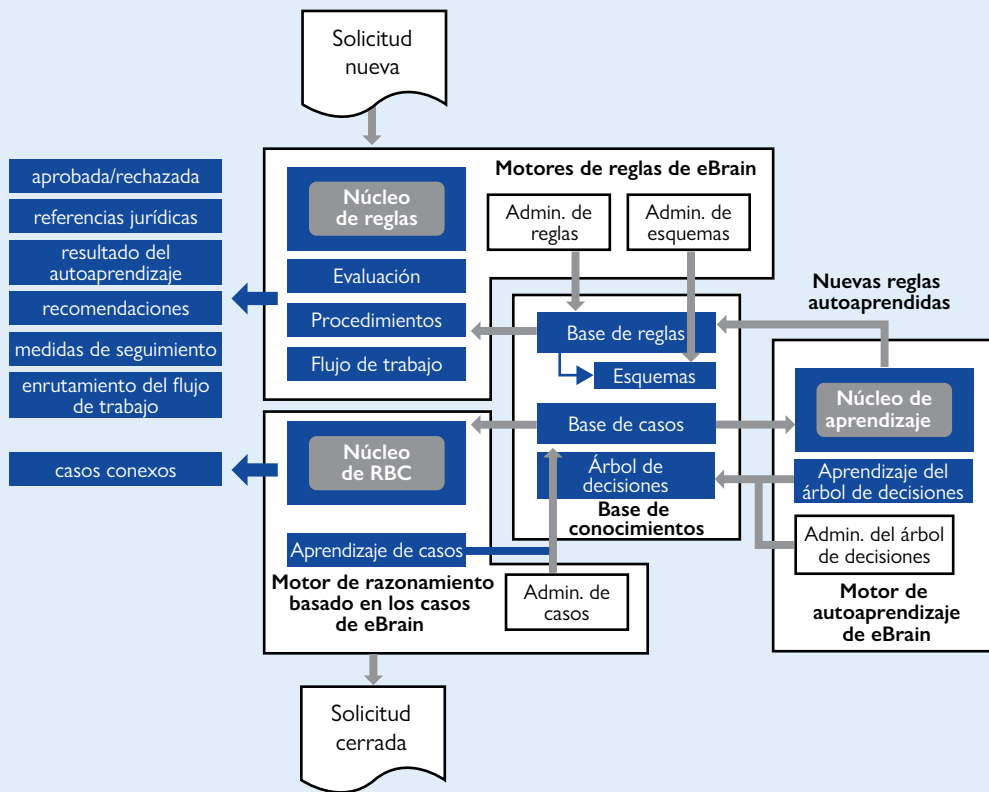 Solicitud
nueva
Motores de reglas de eBrain
Núcleo
de reglas
Admin. de
reglas
Admin. de
esquemas
Evaluación
Procedimientos
Flujo de trabajo
aprobada/rechazada
referencias jurídicas
resultado del
autoaprendizaje
recomendaciones
medidas de seguimiento
enrutamiento del flujo
de trabajo
casos conexos
Base de reglas
Esquemas
Base de casos
Árbol de
decisiones
Base de
conocimientos
Nuevas reglas
autoaprendidas
Núcleo de
aprendizaje
Aprendizaje del
árbol de decisiones
Admin. del árbol
de decisiones
Motor de
autoaprendizaje
de eBrain
Núcleo
de RBC
Aprendizaje de casos
Motor de razonamiento
basado en los casos
de eBrain
Admin. de
casos
Solicitud
cerrada